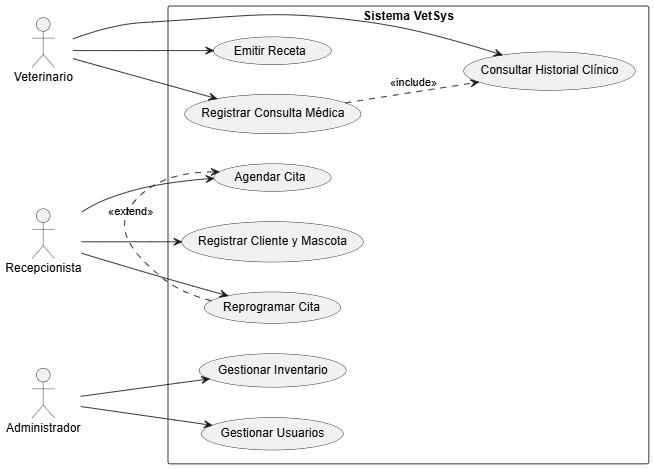 Sistema VetSys
Veterinario
Emitir Receta
Consultar Historial Clínico
«include»
Registrar Consulta Médica
Agendar Cita
«extend»
Recepcionista
Registrar Cliente y Mascota
Reprogramar Cita
Gestionar Inventario
Administrador
Gestionar Usuarios